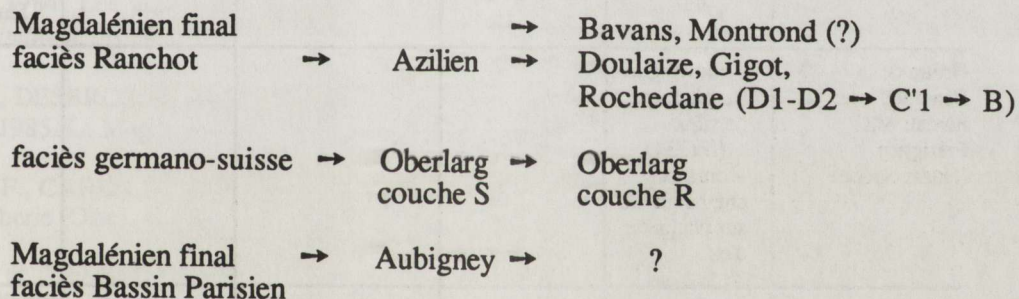 Magdalénien final → Bavans, Montrond (?)
faciès Ranchot → Azilien → Doulaize, Gigot,
Rochedane (D1-D2 → C'1 → B)
faciès germano-suisse → Oberlarg → Oberlarg
couche S couche R
Magdalénien final → Aubigney → ?
faciès Bassin Parisien